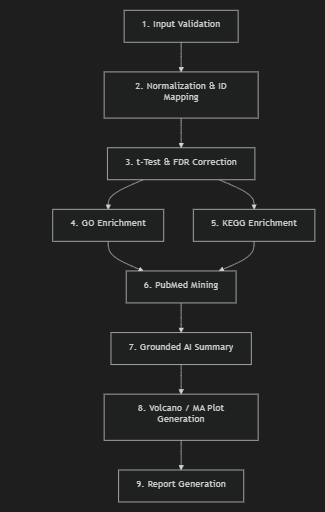 1. Input Validation
2. Normalization & ID
Mapping
3. t-Test & FDR Correction
4. GO Enrichment
5. KEGG Enrichment
6. PubMed Mining
7. Grounded AI Summary
8. Volcano / MA Plot
Generation
9. Report Generation